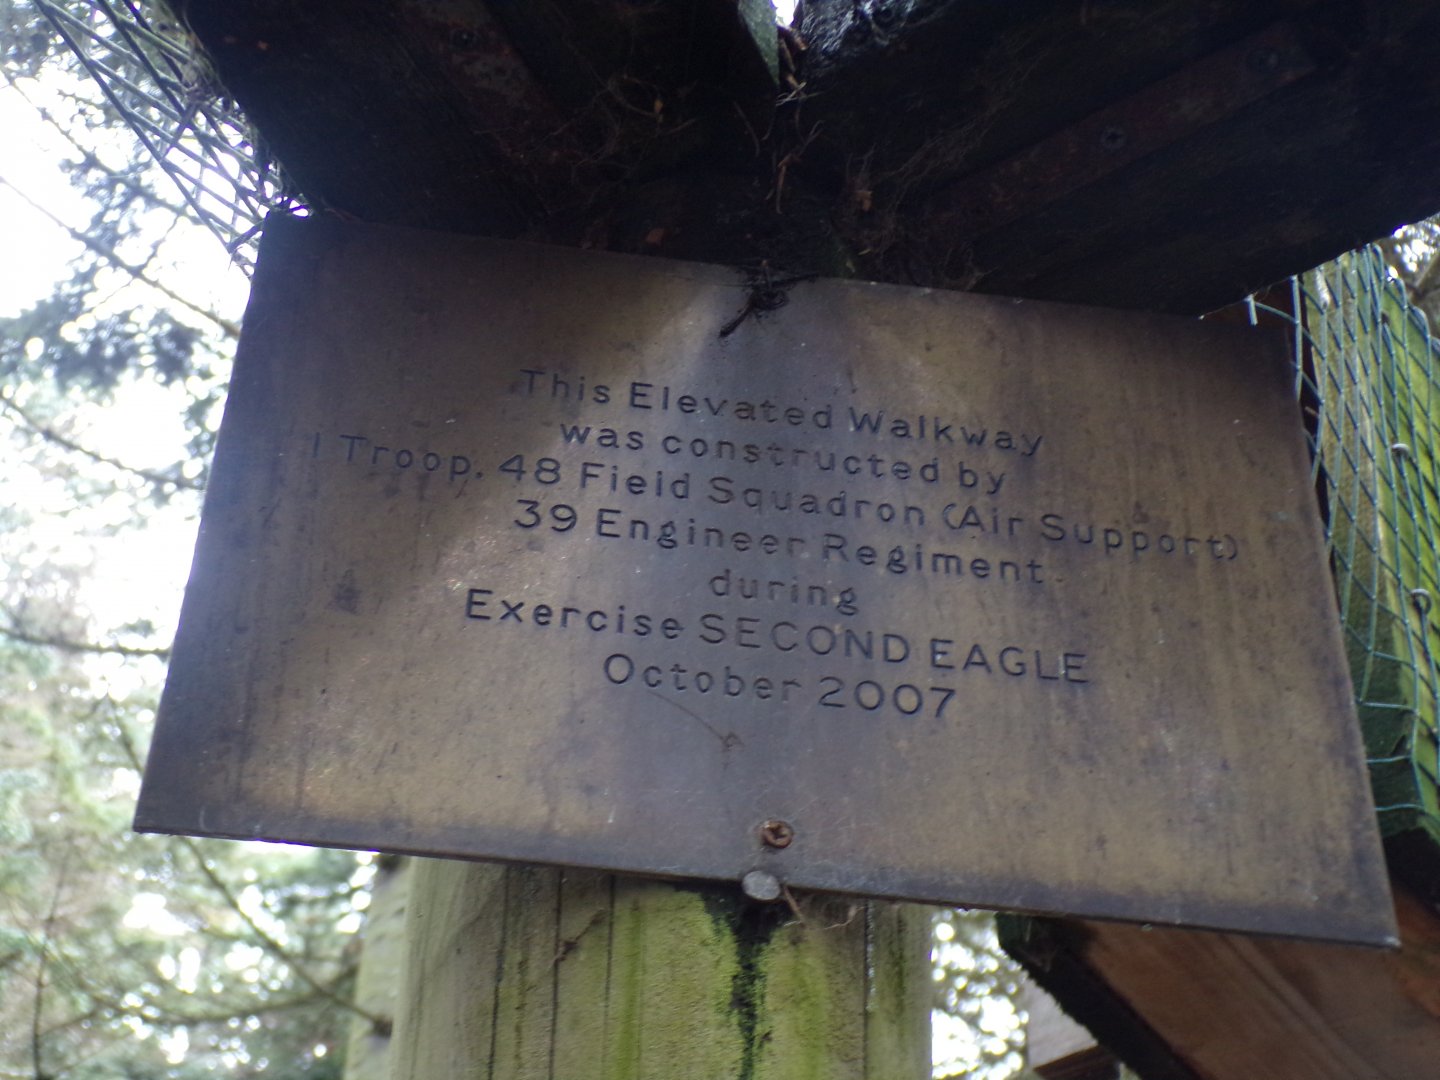 This Elevated Walkway
was constructed by
1 Troop. 48 Field Squadron (Air Support)
39 Engineer Regiment
during
Exercise SECOND EAGLE
October 2007